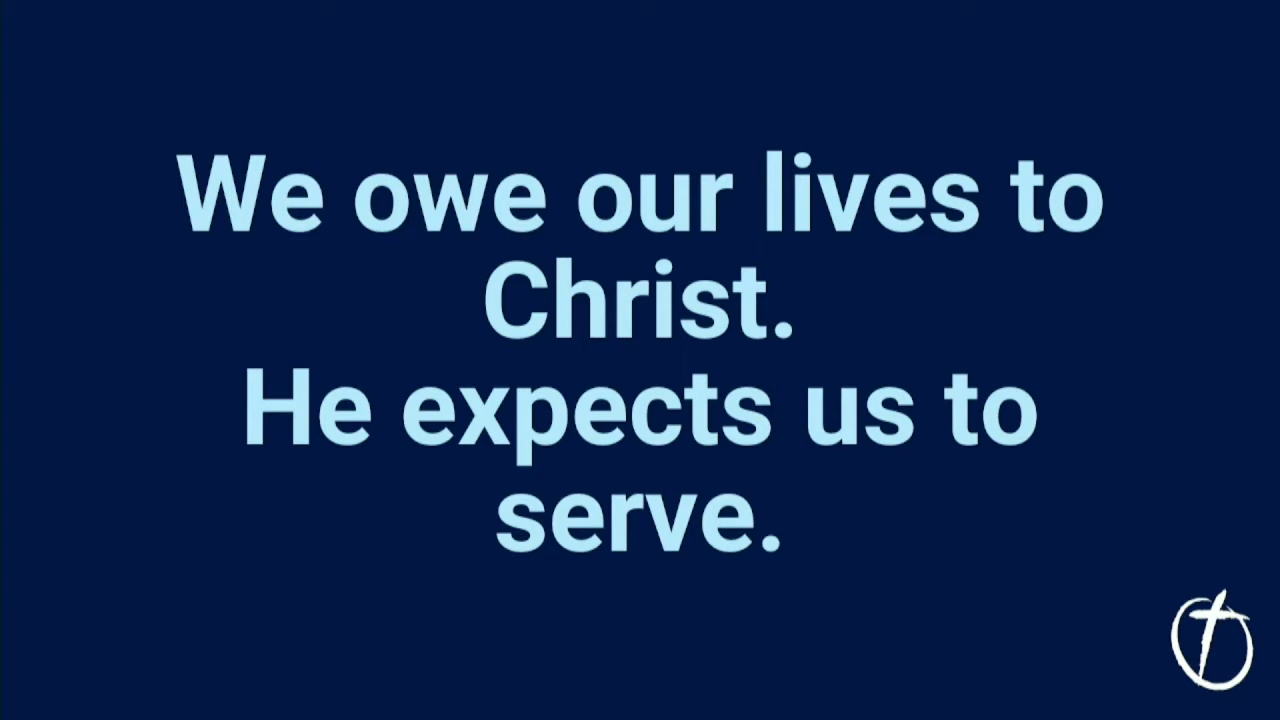 We owe our lives to
Christ.
He expects us to
serve.